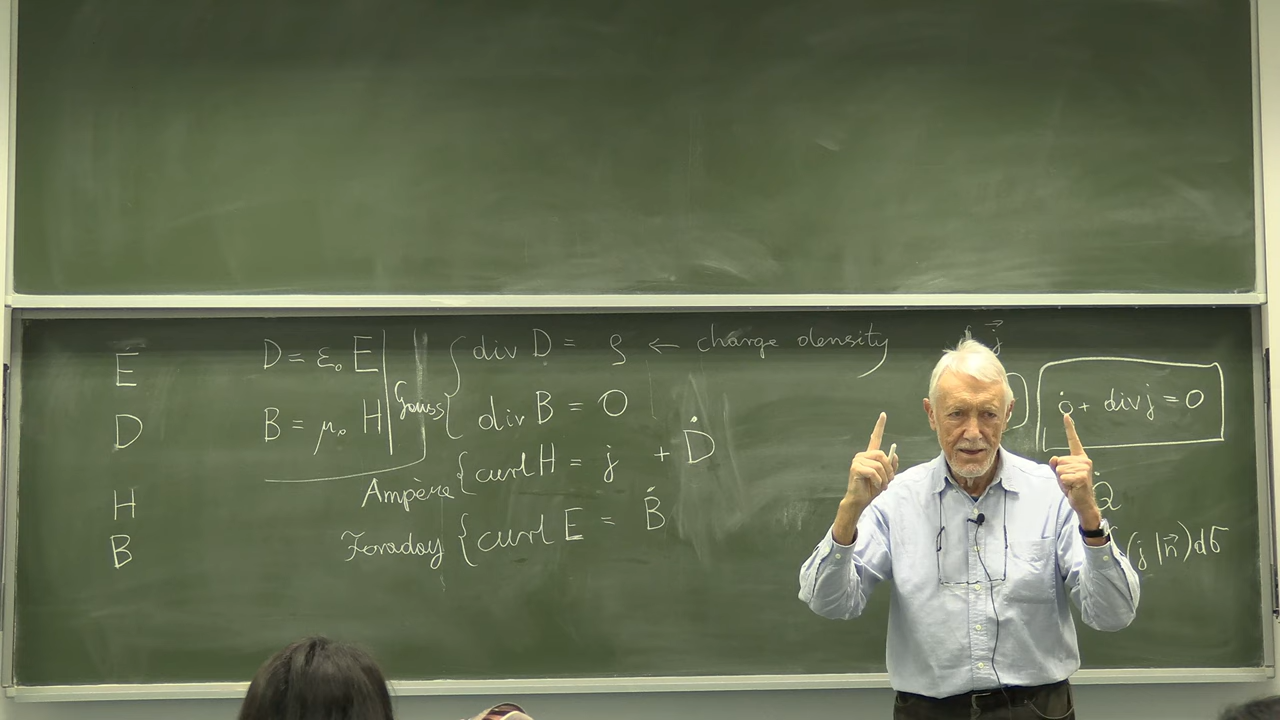 E
D
H
B
D = ε₀ E
B = μ₀ H
Gauss { div D = ρ ← charge density
div B = 0
Ampère { curl H = j + Ḋ
Faraday { curl E = Ḃ
j⃗
ρ̇ + div j = 0
Q̇
(j | n⃗) dσ